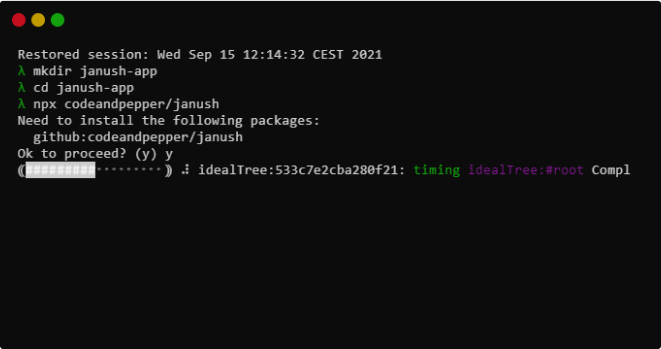 Restored session: Wed Sep 15 12:14:32 CEST 2021
λ mkdir janush-app
λ cd janush-app
λ npx codeandpepper/janush
Need to install the following packages:
  github:codeandpepper/janush
Ok to proceed? (y) y
(#########·········) ⠼ idealTree:533c7e2cba280f21: timing idealTree:#root Compl